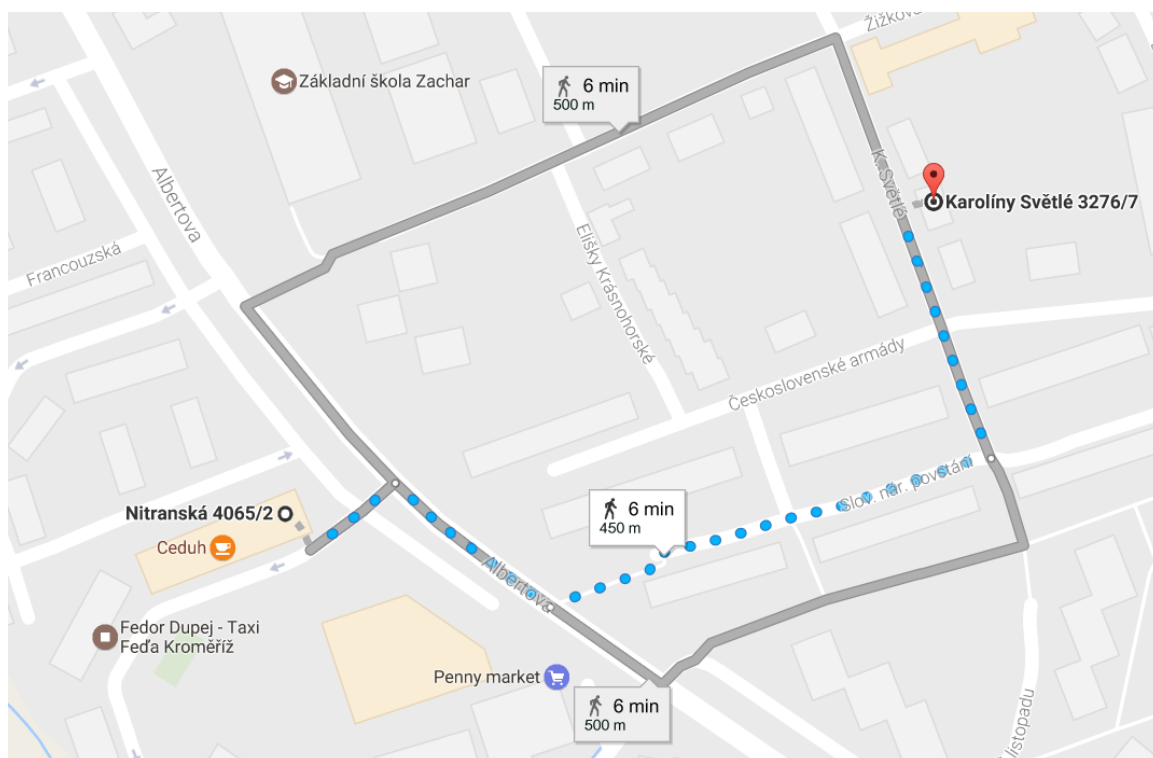 Žižkov
Základní škola Zachar
6 min
500 m
Albertova
K. Světlé
Karolíny Světlé 3276/7
Francouzská
Elišky Krásnohorské
Československé armády
Slov. nár. povstání
Nitranská 4065/2
6 min
450 m
Ceduh
Albertova
Fedor Dupej - Taxi
Feďa Kroměříž
Penny market
6 min
500 m
listopadu